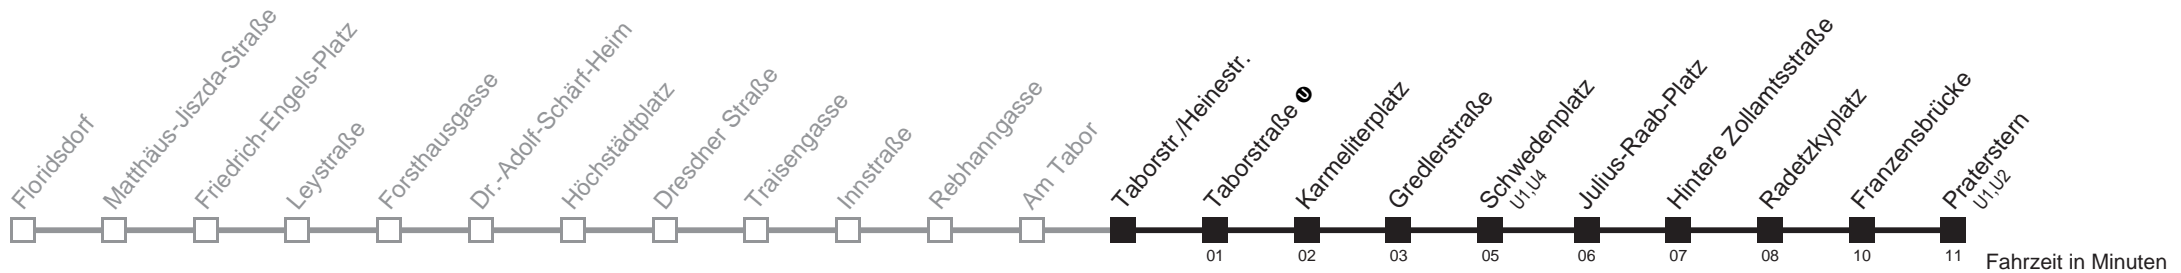 Floridsdorf
Matthäus-Jiszda-Straße
Friedrich-Engels-Platz
Leystraße
Forsthausgasse
Dr.-Adolf-Schärf-Heim
Höchstädtplatz
Dresdner Straße
Traisengasse
Innstraße
Rebhanngasse
Am Tabor
Taborstr./Heinestr.
Taborstraße U
Karmeliterplatz
Gredlerstraße
Schwedenplatz
U1,U4
Julius-Raab-Platz
Hintere Zollamtsstraße
Radetzkyplatz
Franzensbrücke
Praterstern
U1,U2
01 02 03 05 06 07 08 10 11 Fahrzeit in Minuten